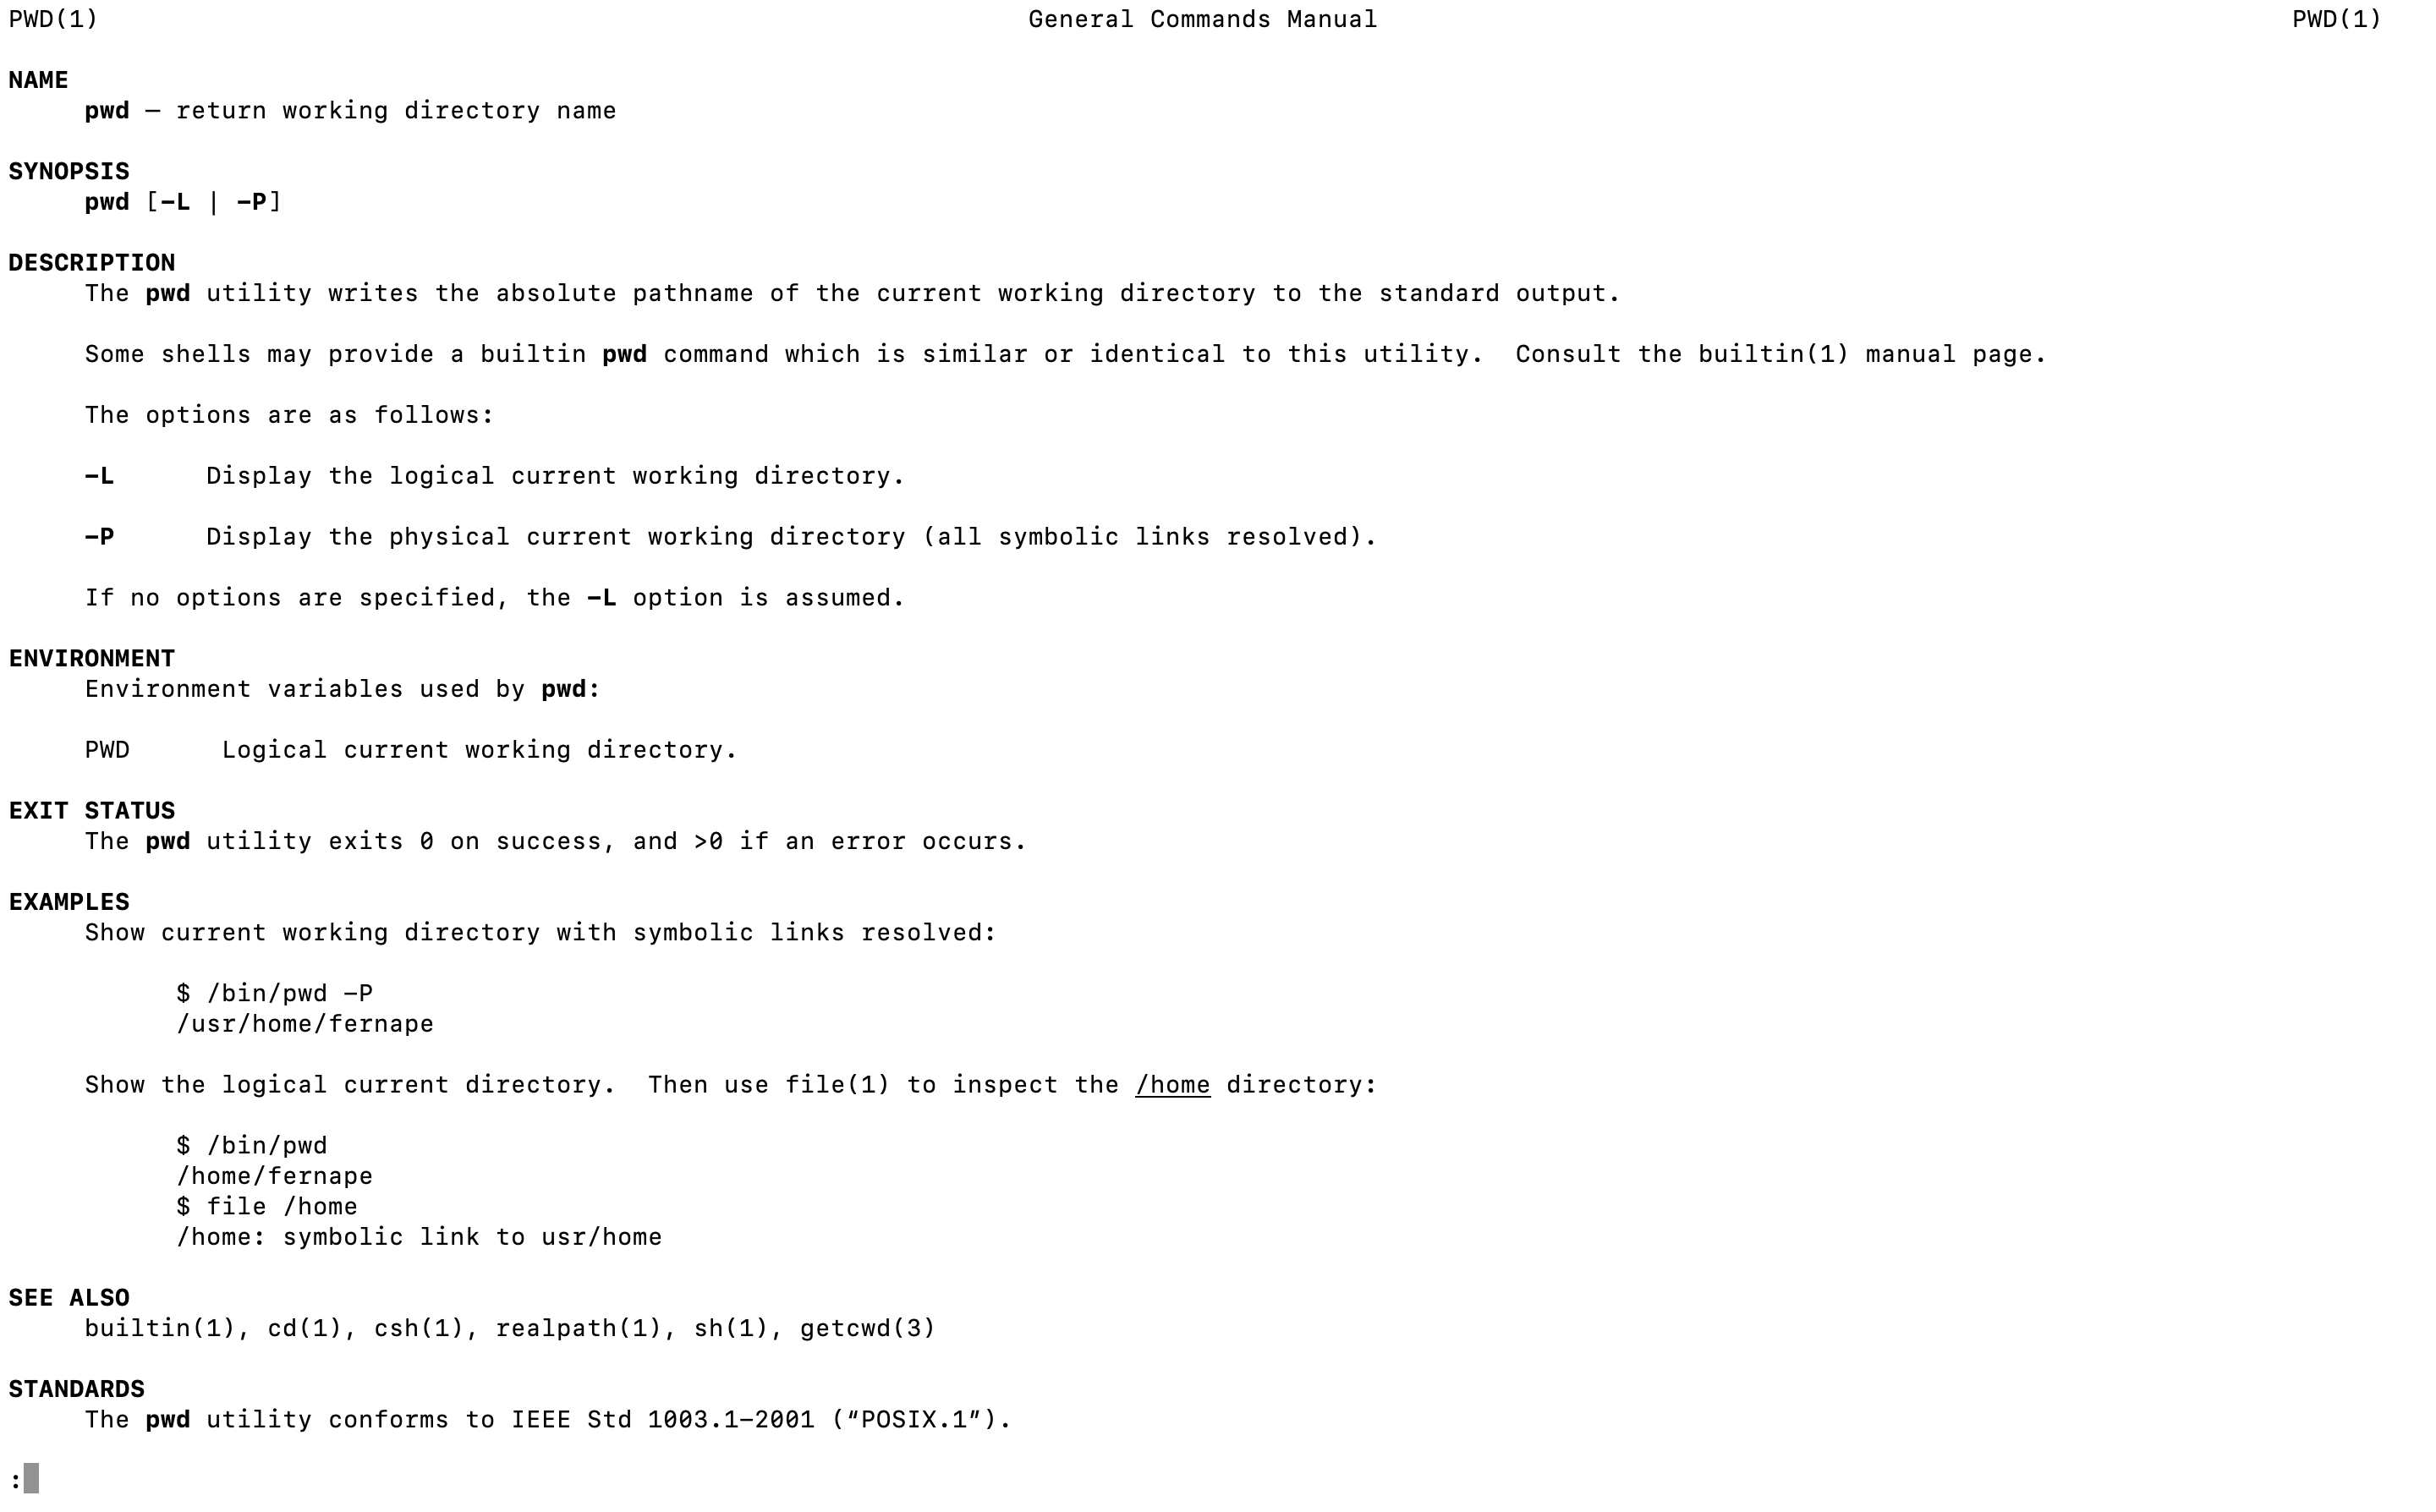 PWD(1) General Commands Manual PWD(1)
NAME
pwd – return working directory name
SYNOPSIS
pwd [-L | -P]
DESCRIPTION
The pwd utility writes the absolute pathname of the current working directory to the standard output.
Some shells may provide a builtin pwd command which is similar or identical to this utility.  Consult the builtin(1) manual page.
The options are as follows:
-L      Display the logical current working directory.
-P      Display the physical current working directory (all symbolic links resolved).
If no options are specified, the -L option is assumed.
ENVIRONMENT
Environment variables used by pwd:
PWD      Logical current working directory.
EXIT STATUS
The pwd utility exits 0 on success, and >0 if an error occurs.
EXAMPLES
Show current working directory with symbolic links resolved:
$ /bin/pwd -P
/usr/home/fernape
Show the logical current directory.  Then use file(1) to inspect the /home directory:
$ /bin/pwd
/home/fernape
$ file /home
/home: symbolic link to usr/home
SEE ALSO
builtin(1), cd(1), csh(1), realpath(1), sh(1), getcwd(3)
STANDARDS
The pwd utility conforms to IEEE Std 1003.1-2001 (“POSIX.1”).
: